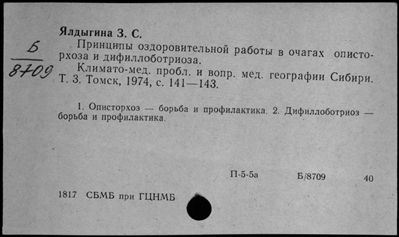 Ялдыгина З. С.
Б
8709
Принципы оздоровительной работы в очагах описто-
рхоза и дифиллоботриоза.
Климато-мед. пробл. и вопр. мед. географии Сибири.
Т. 3. Томск, 1974, с. 141—143.
1. Описторхоз — борьба и профилактика. 2. Дифиллоботриоз —
борьба и профилактика.
П-5-5а Б/8709 40
1817 СБМБ при ГЦНМБ